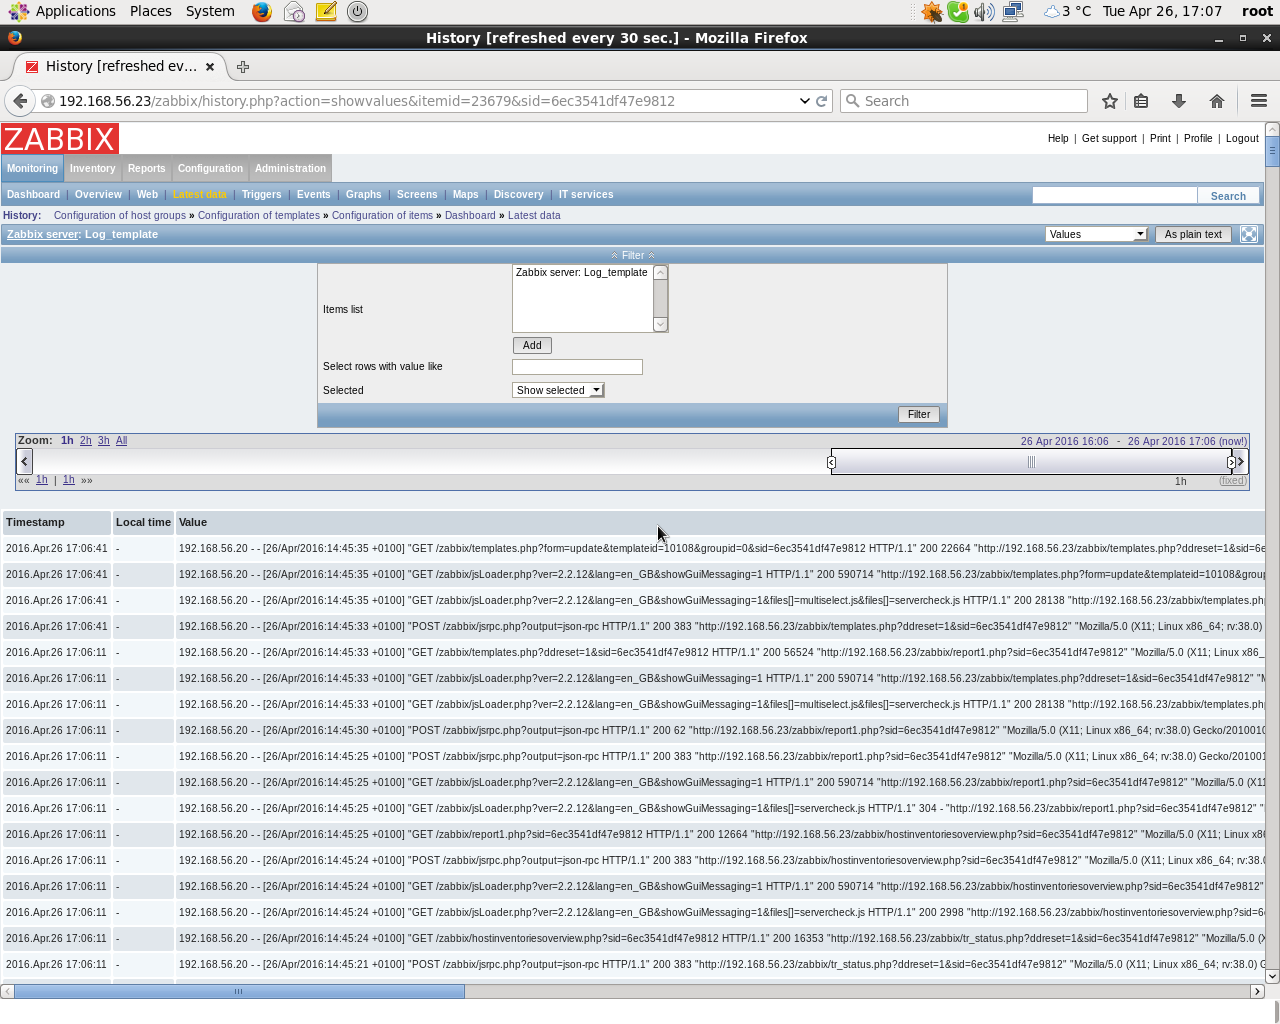 Applications Places System 3 °C Tue Apr 26, 17:07 root
History [refreshed every 30 sec.] - Mozilla Firefox
History [refreshed ev...
192.168.56.23/zabbix/history.php?action=showvalues&itemid=23679&sid=6ec3541df47e9812 Search
ZABBIX
Help | Get support | Print | Profile | Logout
Monitoring Inventory Reports Configuration Administration
Dashboard | Overview | Web | Latest data | Triggers | Events | Graphs | Screens | Maps | Discovery | IT services Search
History: Configuration of host groups » Configuration of templates » Configuration of items » Dashboard » Latest data
Zabbix server: Log_template Values As plain text
Filter
Zabbix server: Log_template
Items list
Add
Select rows with value like
Selected Show selected
Filter
Zoom: 1h 2h 3h All 26 Apr 2016 16:06 - 26 Apr 2016 17:06 (now!)
«« 1h | 1h »» 1h (fixed)
Timestamp Local time Value
2016.Apr.26 17:06:41 - 192.168.56.20 - - [26/Apr/2016:14:45:35 +0100] "GET /zabbix/templates.php?form=update&templateid=10108&groupid=0&sid=6ec3541df47e9812 HTTP/1.1" 200 22664 "http://192.168.56.23/zabbix/templates.php?ddreset=1&sid=6e
2016.Apr.26 17:06:41 - 192.168.56.20 - - [26/Apr/2016:14:45:35 +0100] "GET /zabbix/jsLoader.php?ver=2.2.12&lang=en_GB&showGuiMessaging=1 HTTP/1.1" 200 590714 "http://192.168.56.23/zabbix/templates.php?form=update&templateid=10108&group
2016.Apr.26 17:06:41 - 192.168.56.20 - - [26/Apr/2016:14:45:35 +0100] "GET /zabbix/jsLoader.php?ver=2.2.12&lang=en_GB&showGuiMessaging=1&files[]=multiselect.js&files[]=servercheck.js HTTP/1.1" 200 28138 "http://192.168.56.23/zabbix/templates.php
2016.Apr.26 17:06:41 - 192.168.56.20 - - [26/Apr/2016:14:45:33 +0100] "POST /zabbix/jsrpc.php?output=json-rpc HTTP/1.1" 200 383 "http://192.168.56.23/zabbix/templates.php?ddreset=1&sid=6ec3541df47e9812" "Mozilla/5.0 (X11; Linux x86_64; rv:38.0)
2016.Apr.26 17:06:11 - 192.168.56.20 - - [26/Apr/2016:14:45:33 +0100] "GET /zabbix/templates.php?ddreset=1&sid=6ec3541df47e9812 HTTP/1.1" 200 56524 "http://192.168.56.23/zabbix/report1.php?sid=6ec3541df47e9812" "Mozilla/5.0 (X11; Linux x86_
2016.Apr.26 17:06:11 - 192.168.56.20 - - [26/Apr/2016:14:45:33 +0100] "GET /zabbix/jsLoader.php?ver=2.2.12&lang=en_GB&showGuiMessaging=1 HTTP/1.1" 200 590714 "http://192.168.56.23/zabbix/templates.php?ddreset=1&sid=6ec3541df47e9812" "M
2016.Apr.26 17:06:11 - 192.168.56.20 - - [26/Apr/2016:14:45:33 +0100] "GET /zabbix/jsLoader.php?ver=2.2.12&lang=en_GB&showGuiMessaging=1&files[]=multiselect.js&files[]=servercheck.js HTTP/1.1" 200 28138 "http://192.168.56.23/zabbix/templates.php
2016.Apr.26 17:06:11 - 192.168.56.20 - - [26/Apr/2016:14:45:30 +0100] "POST /zabbix/jsrpc.php?output=json-rpc HTTP/1.1" 200 62 "http://192.168.56.23/zabbix/report1.php?sid=6ec3541df47e9812" "Mozilla/5.0 (X11; Linux x86_64; rv:38.0) Gecko/2010010
2016.Apr.26 17:06:11 - 192.168.56.20 - - [26/Apr/2016:14:45:25 +0100] "POST /zabbix/jsrpc.php?output=json-rpc HTTP/1.1" 200 383 "http://192.168.56.23/zabbix/report1.php?sid=6ec3541df47e9812" "Mozilla/5.0 (X11; Linux x86_64; rv:38.0) Gecko/201001
2016.Apr.26 17:06:11 - 192.168.56.20 - - [26/Apr/2016:14:45:25 +0100] "GET /zabbix/jsLoader.php?ver=2.2.12&lang=en_GB&showGuiMessaging=1 HTTP/1.1" 200 590714 "http://192.168.56.23/zabbix/report1.php?sid=6ec3541df47e9812" "Mozilla/5.0 (X11
2016.Apr.26 17:06:11 - 192.168.56.20 - - [26/Apr/2016:14:45:25 +0100] "GET /zabbix/jsLoader.php?ver=2.2.12&lang=en_GB&showGuiMessaging=1&files[]=servercheck.js HTTP/1.1" 304 - "http://192.168.56.23/zabbix/report1.php?sid=6ec3541df47e9812" "
2016.Apr.26 17:06:11 - 192.168.56.20 - - [26/Apr/2016:14:45:25 +0100] "GET /zabbix/report1.php?sid=6ec3541df47e9812 HTTP/1.1" 200 12664 "http://192.168.56.23/zabbix/hostinventoriesoverview.php?sid=6ec3541df47e9812" "Mozilla/5.0 (X11; Linux x8
2016.Apr.26 17:06:11 - 192.168.56.20 - - [26/Apr/2016:14:45:24 +0100] "POST /zabbix/jsrpc.php?output=json-rpc HTTP/1.1" 200 383 "http://192.168.56.23/zabbix/hostinventoriesoverview.php?sid=6ec3541df47e9812" "Mozilla/5.0 (X11; Linux x86_64; rv:38.0
2016.Apr.26 17:06:11 - 192.168.56.20 - - [26/Apr/2016:14:45:24 +0100] "GET /zabbix/jsLoader.php?ver=2.2.12&lang=en_GB&showGuiMessaging=1 HTTP/1.1" 200 590714 "http://192.168.56.23/zabbix/hostinventoriesoverview.php?sid=6ec3541df47e9812"
2016.Apr.26 17:06:11 - 192.168.56.20 - - [26/Apr/2016:14:45:24 +0100] "GET /zabbix/jsLoader.php?ver=2.2.12&lang=en_GB&showGuiMessaging=1&files[]=servercheck.js HTTP/1.1" 200 2998 "http://192.168.56.23/zabbix/hostinventoriesoverview.php?sid=6
2016.Apr.26 17:06:11 - 192.168.56.20 - - [26/Apr/2016:14:45:24 +0100] "GET /zabbix/hostinventoriesoverview.php?sid=6ec3541df47e9812 HTTP/1.1" 200 16353 "http://192.168.56.23/zabbix/tr_status.php?ddreset=1&sid=6ec3541df47e9812" "Mozilla/5.0 (X
2016.Apr.26 17:06:11 - 192.168.56.20 - - [26/Apr/2016:14:45:21 +0100] "POST /zabbix/jsrpc.php?output=json-rpc HTTP/1.1" 200 383 "http://192.168.56.23/zabbix/tr_status.php?ddreset=1&sid=6ec3541df47e9812" "Mozilla/5.0 (X11; Linux x86_64; rv:38.0) G